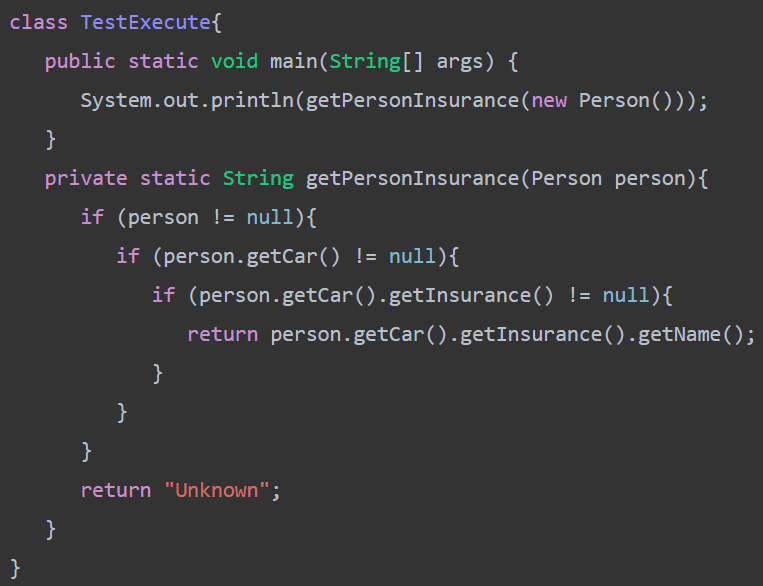 class TestExecute{
   public static void main(String[] args) {
      System.out.println(getPersonInsurance(new Person()));
   }
   private static String getPersonInsurance(Person person){
      if (person != null){
         if (person.getCar() != null){
            if (person.getCar().getInsurance() != null){
               return person.getCar().getInsurance().getName();
            }
         }
      }
      return "Unknown";
   }
}